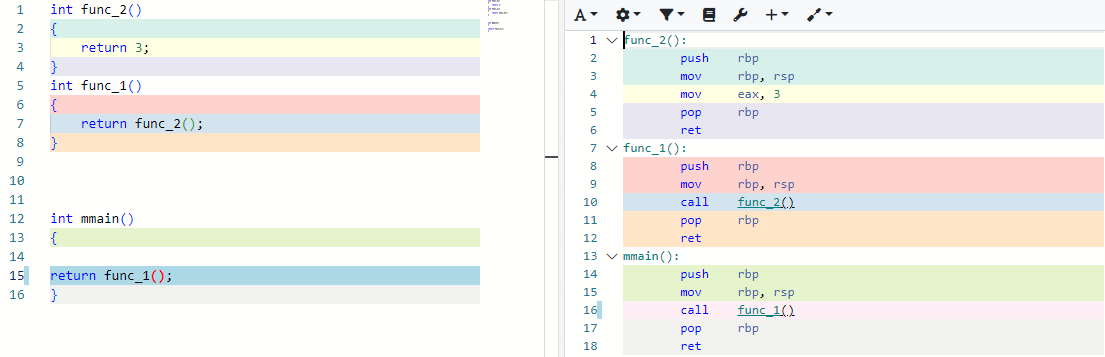 1 int func_2()
2 {
3 return 3;
4 }
5 int func_1()
6 {
7 return func_2();
8 }
9
10
11
12 int mmain()
13 {
14
15 return func_1();
16 }
A
1 func_2():
2 push rbp
3 mov rbp, rsp
4 mov eax, 3
5 pop rbp
6 ret
7 func_1():
8 push rbp
9 mov rbp, rsp
10 call func_2()
11 pop rbp
12 ret
13 mmain():
14 push rbp
15 mov rbp, rsp
16 call func_1()
17 pop rbp
18 ret